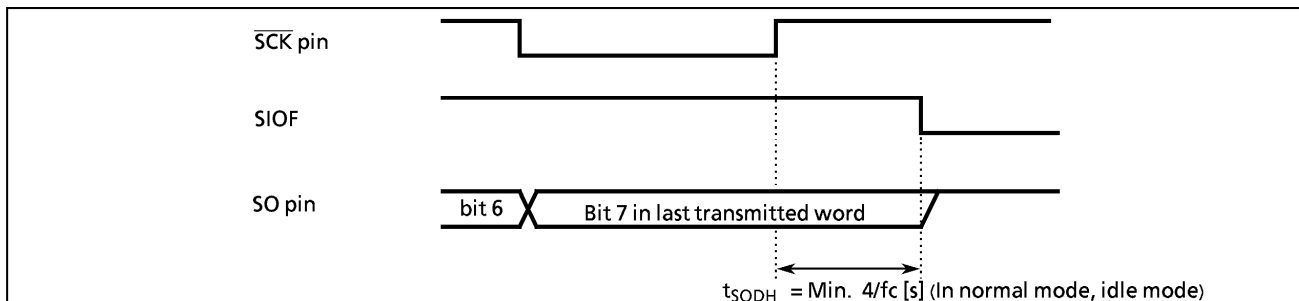 S̅C̅K̅ pin
SIOF
SO pin
bit 6 Bit 7 in last transmitted word
tSODH = Min. 4/fc [s] (In normal mode, idle mode)